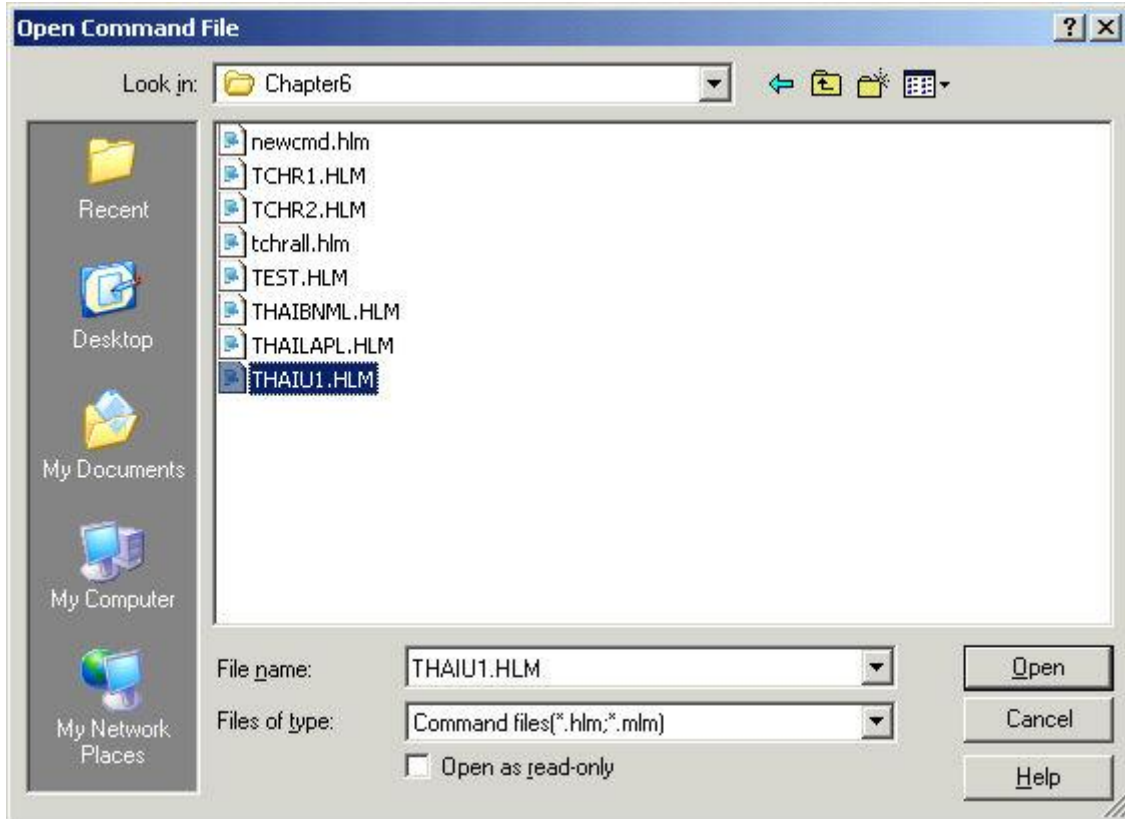 Open Command File
Look in: Chapter6
Recent
Desktop
My Documents
My Computer
My Network
Places
newcmd.hlm
TCHR1.HLM
TCHR2.HLM
tchrall.hlm
TEST.HLM
THAIBNML.HLM
THAILAPL.HLM
THAIU1.HLM
File name: THAIU1.HLM Open
Files of type: Command files(*.hlm;*.mlm) Cancel
Open as read-only Help